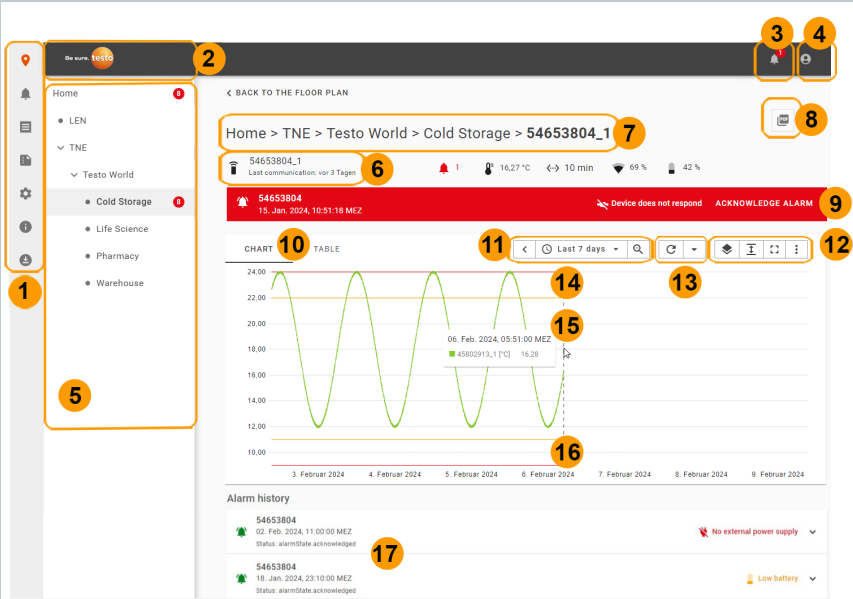 3
4
Be sure. testo
2
1
Home
8
BACK TO THE FLOOR PLAN
LEN
8
TNE
Home > TNE > Testo World > Cold Storage > 54653804_1
7
Testo World
54653804_1
Last communication: vor 3 Tagen
6
1
16,27 °C
10 min
69 %
42 %
Cold Storage
8
54653804
15. Jan. 2024, 10:51:18 MEZ
Device does not respond
ACKNOWLEDGE ALARM
9
Life Science
CHART
10
TABLE
11
Last 7 days
12
Pharmacy
1
24,00
14
13
Warehouse
22,00
20,00
15
06. Feb. 2024, 05:51:00 MEZ
45802913_1 [°C] 16,28
18,00
16,00
5
14,00
12,00
10,00
16
3. Februar 2024
4. Februar 2024
5. Februar 2024
6. Februar 2024
7. Februar 2024
8. Februar 2024
9. Februar 2024
Alarm history
54653804
02. Feb. 2024, 11:00:00 MEZ
Status: alarmState.acknowledged
No external power supply
17
54653804
18. Jan. 2024, 23:10:00 MEZ
Status: alarmState.acknowledged
Low battery